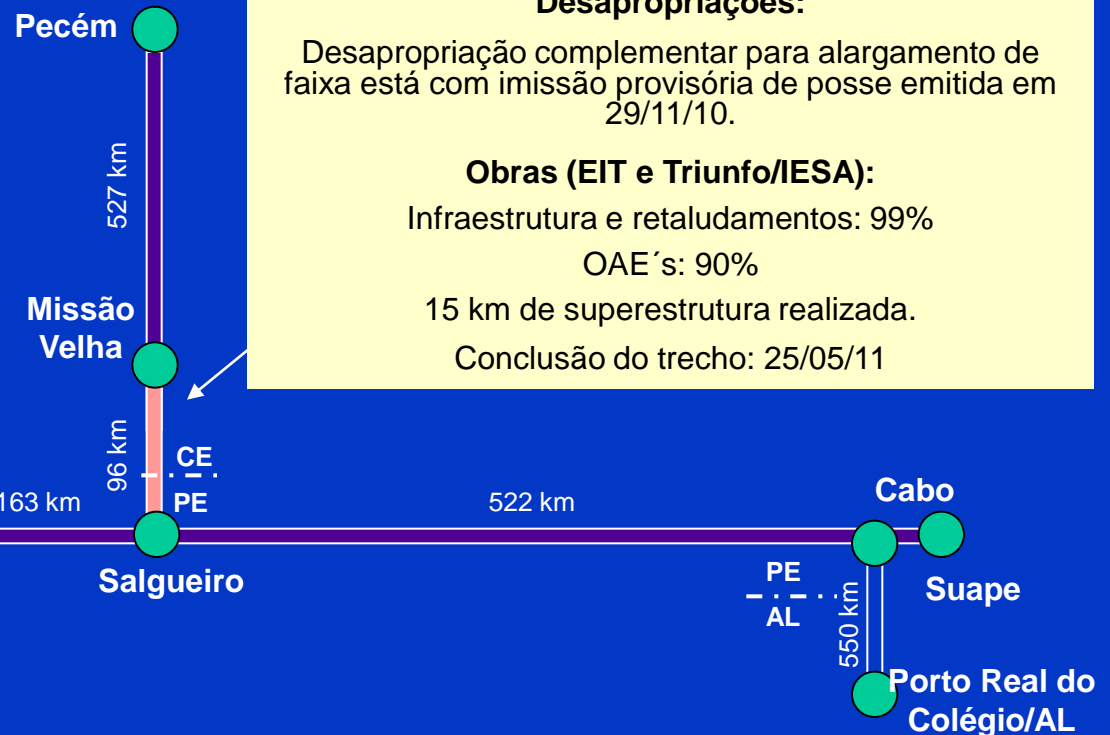 Desapropriações:
Desapropriação complementar para alargamento de
faixa está com imissão provisória de posse emitida em
29/11/10.
Obras (EIT e Triunfo/IESA):
Infraestrutura e retaludamentos: 99%
OAE´s: 90%
15 km de superestrutura realizada.
Conclusão do trecho: 25/05/11
Pecém
527 km
Missão
Velha
96 km
CE
PE
163 km
522 km
Cabo
Salgueiro
PE
AL
Suape
550 km
Porto Real do
Colégio/AL